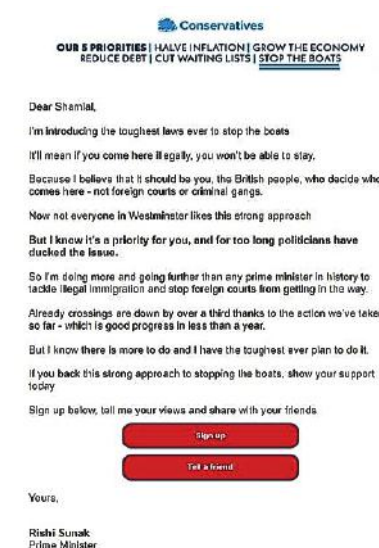 Conservatives
OUR 5 PRIORITIES | HALVE INFLATION | GROW THE ECONOMY
REDUCE DEBT | CUT WAITING LISTS | STOP THE BOATS
Dear Shamial,
I'm introducing the toughest laws ever to stop the boats
It'll mean if you come here illegally, you won't be able to stay.
Because I believe that it should be you, the British people, who decide who
comes here - not foreign courts or criminal gangs.
Now not everyone in Westminster likes this strong approach
But I know it's a priority for you, and for too long politicians have
ducked the issue.
So I'm doing more and going further than any prime minister in history to
tackle illegal immigration and stop foreign courts from getting in the way.
Already crossings are down by over a third thanks to the action we've take
so far - which is good progress in less than a year.
But I know there is more to do and I have the toughest ever plan to do it.
If you back this strong approach to stopping the boats, show your support
today
Sign up below, tell me your views and share with your friends
Sign up
Tell a friend
Yours,
Rishi Sunak
Prime Minister